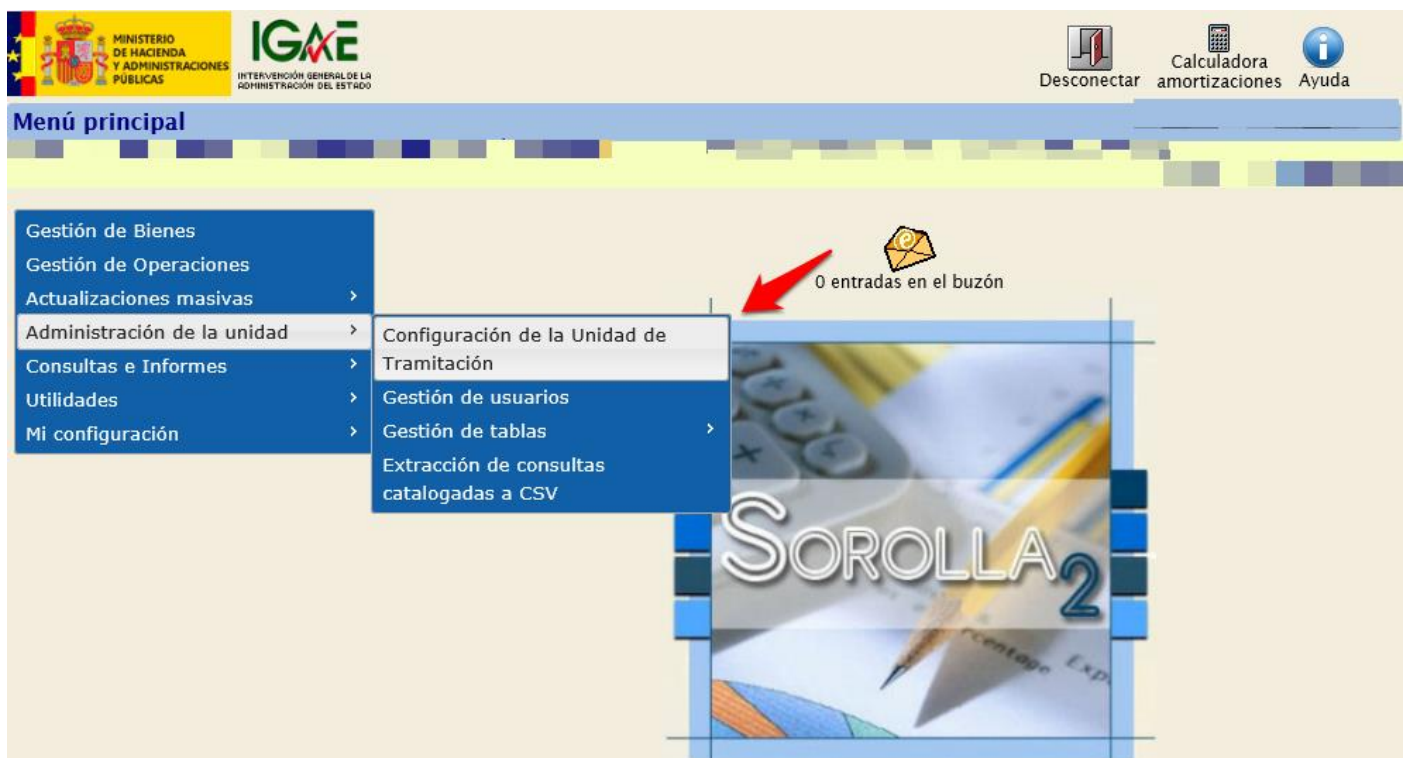 MINISTERIO
DE HACIENDA
Y ADMINISTRACIONES
PÚBLICAS
IGAE
INTERVENCIÓN GENERAL DE LA
ADMINISTRACIÓN DEL ESTADO
Desconectar
Calculadora
amortizaciones
Ayuda
Menú principal
Gestión de Bienes
Gestión de Operaciones
Actualizaciones masivas
Administración de la unidad
Consultas e Informes
Utilidades
Mi configuración
Configuración de la Unidad de
Tramitación
Gestión de usuarios
Gestión de tablas
Extracción de consultas
catalogadas a CSV
0 entradas en el buzón
SOROLLA2